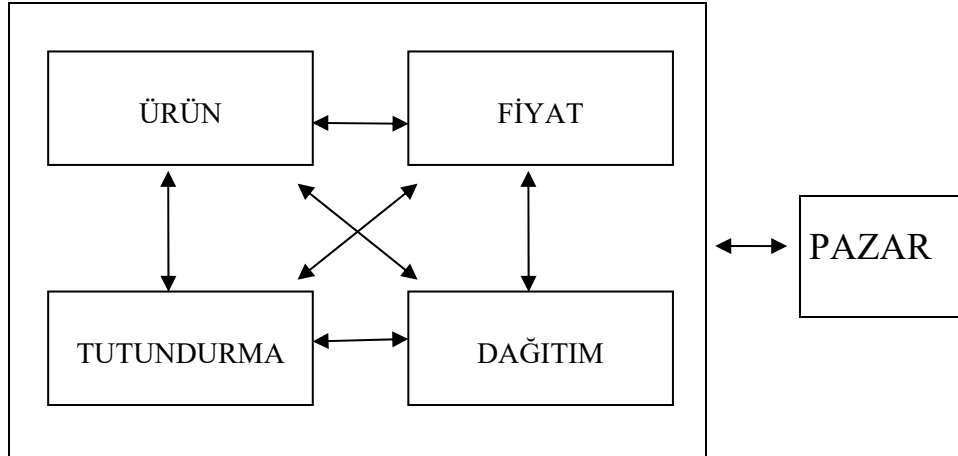 ÜRÜN
FİYAT
PAZAR
TUTUNDURMA
DAĞITIM